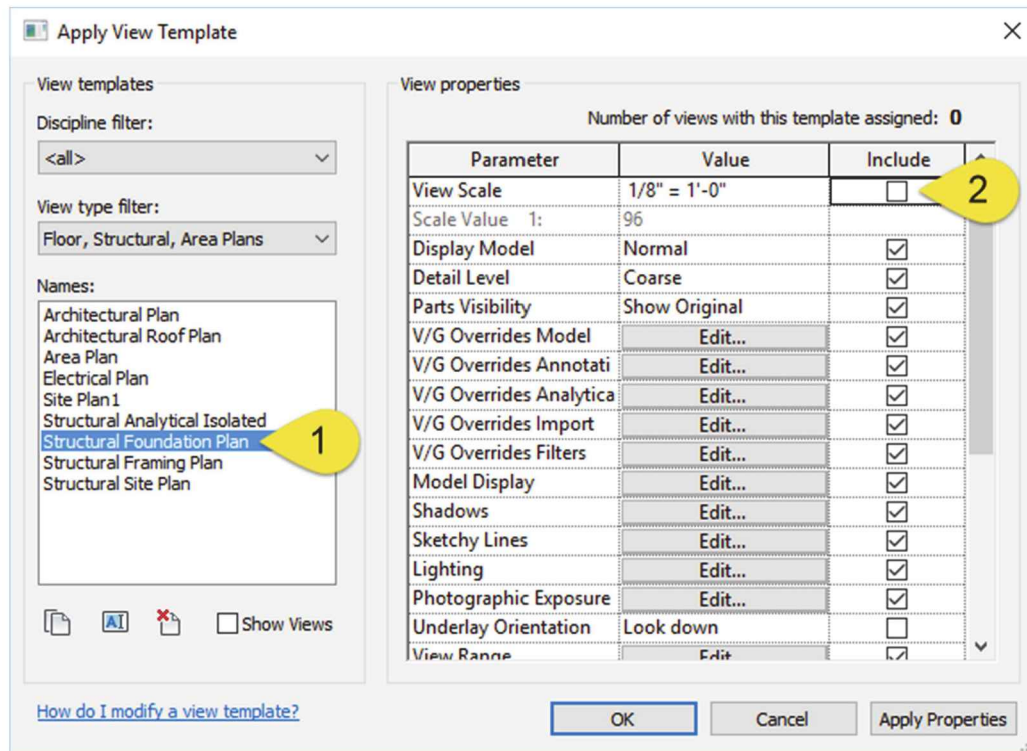 Apply View Template
View templates
Discipline filter:
<all>
View type filter:
Floor, Structural, Area Plans
Names:
Architectural Plan
Architectural Roof Plan
Area Plan
Electrical Plan
Site Plan1
Structural Analytical Isolated
Structural Foundation Plan
1
Structural Framing Plan
Structural Site Plan
AI
Show Views
How do I modify a view template?
View properties
Number of views with this template assigned: 0
Parameter Value Include
View Scale 1/8" = 1'-0"
2
Scale Value 1: 96
Display Model Normal
Detail Level Coarse
Parts Visibility Show Original
V/G Overrides Model Edit...
V/G Overrides Annotati Edit...
V/G Overrides Analytica Edit...
V/G Overrides Import Edit...
V/G Overrides Filters Edit...
Model Display Edit...
Shadows Edit...
Sketchy Lines Edit...
Lighting Edit...
Photographic Exposure Edit...
Underlay Orientation Look down
View Range Edit
OK Cancel Apply Properties